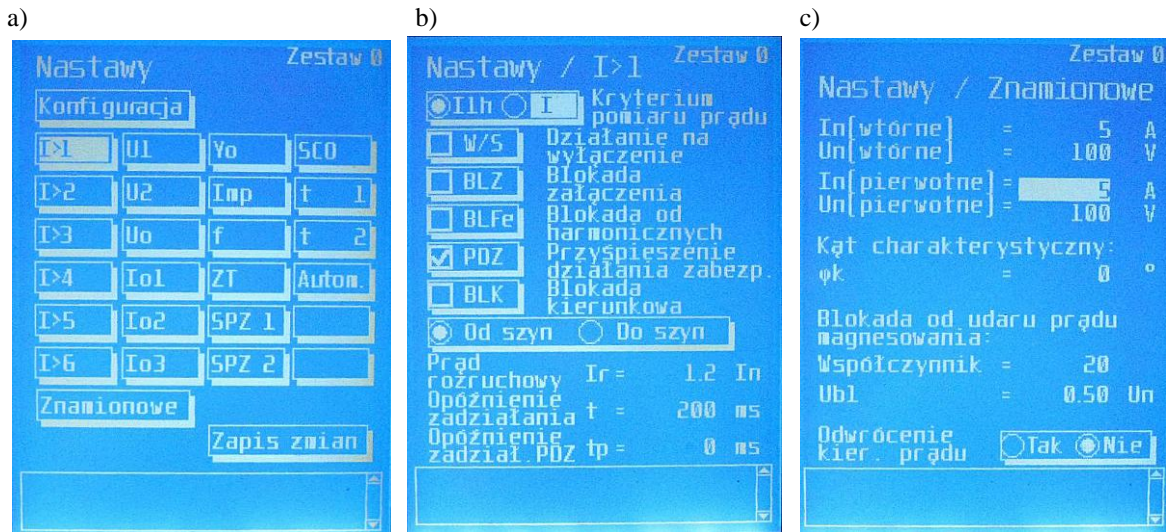 a)
b)
c)
Zestaw 0
Nastawy
Konfiguracja
I>1 U1 Yo SCO
I>2 U2 Imp t 1
I>3 Uo f t 2
I>4 Io1 ZT Autom.
I>5 Io2 SPZ 1
I>6 Io3 SPZ 2
Znamionowe
Zapis zmian
Zestaw 0
Nastawy / I>1
I1h I Kryterium
pomiaru prądu
W/S Działanie na
wyłączenie
BLZ Blokada
załączenia
BLFe Blokada od
harmonicznych
PDZ Przyśpieszenie
działania zabezp.
BLK Blokada
kierunkowa
Od szyn Do szyn
Prąd
rozruchowy Ir = 1.2 In
Opóźnienie
zadziałania t = 200 ms
Opóźnienie
zadział.PDZ tp = 0 ms
Zestaw 0
Nastawy / Znamionowe
In(wtórne) = 5 A
Un(wtórne) = 100 V
In(pierwotne) = 5 A
Un(pierwotne) = 100 V
Kąt charakterystyczny:
φk = 0 °
Blokada od udaru prądu
magnesowania:
Współczynnik = 20
Ubl = 0.50 Un
Odwrócenie
kier. prądu Tak Nie